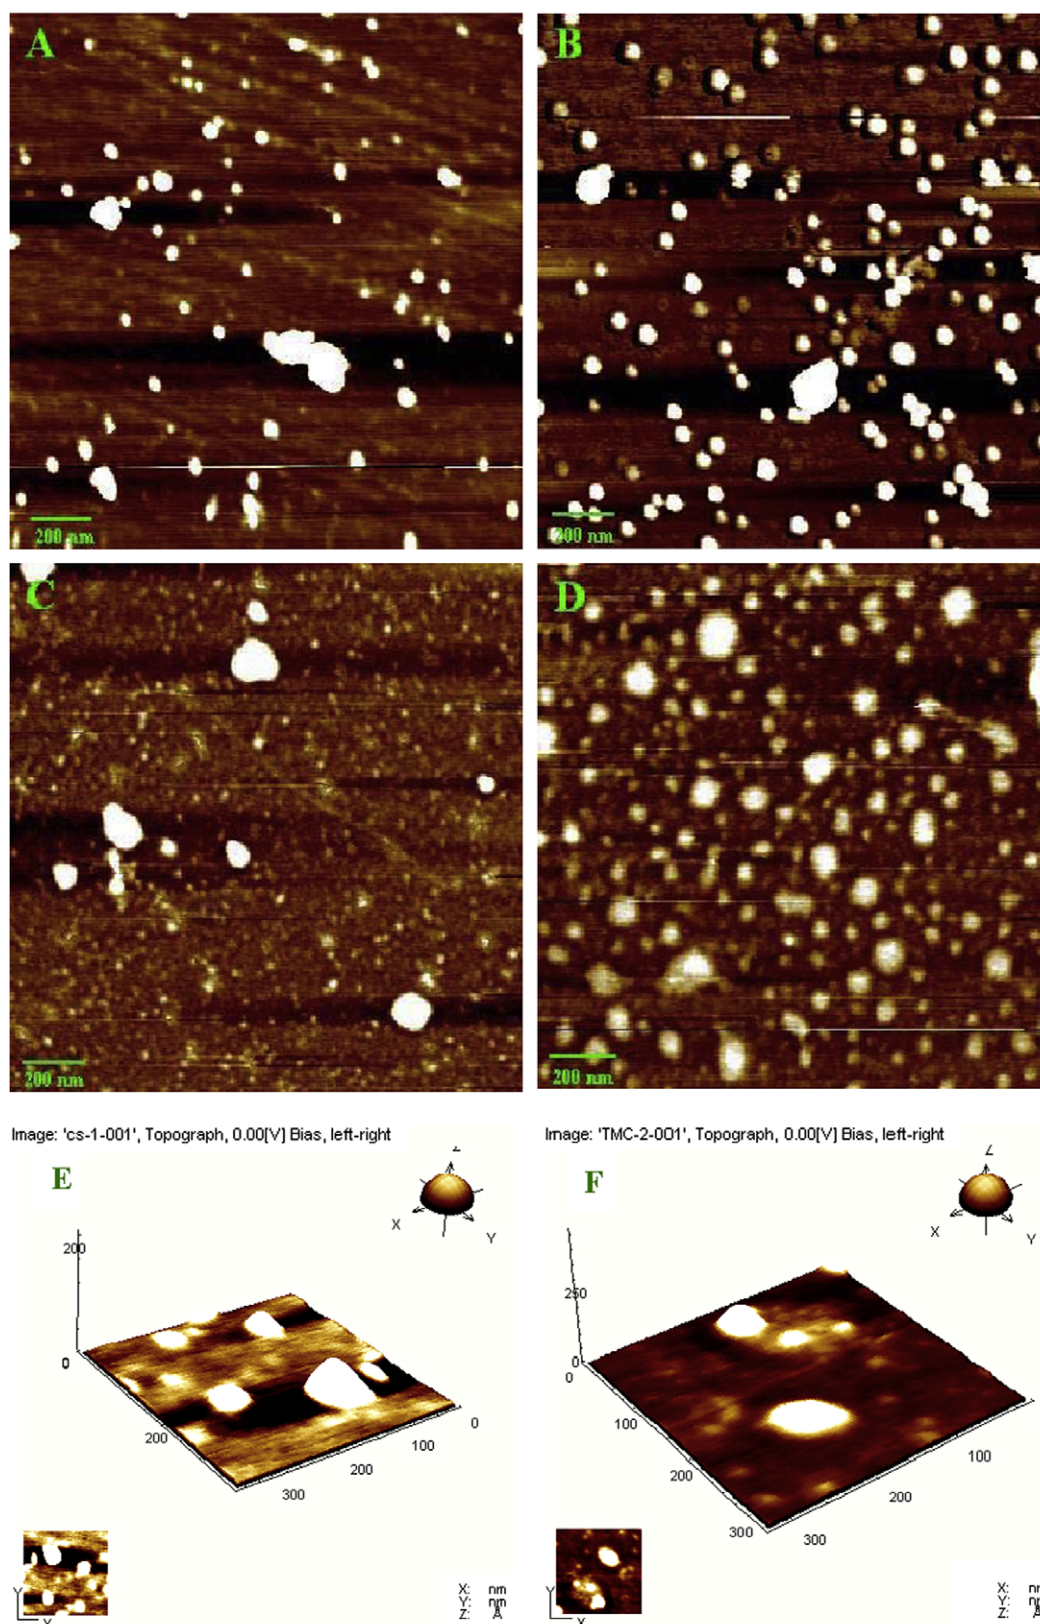 A
B
200 nm
200 nm
C
D
200 nm
200 nm
Image: 'cs-1-001', Topograph, 0.00[V] Bias, left-right
Image: 'TMC-2-001', Topograph, 0.00[V] Bias, left-right
E
Z
X
Y
200
0
0
200
100
200
300
F
Z
X
Y
250
0
0
100
100
200
200
300
300
Y
X
X: nm
Y: nm
Z: Å
Y
X
X: nm
Y: nm
Z: Å